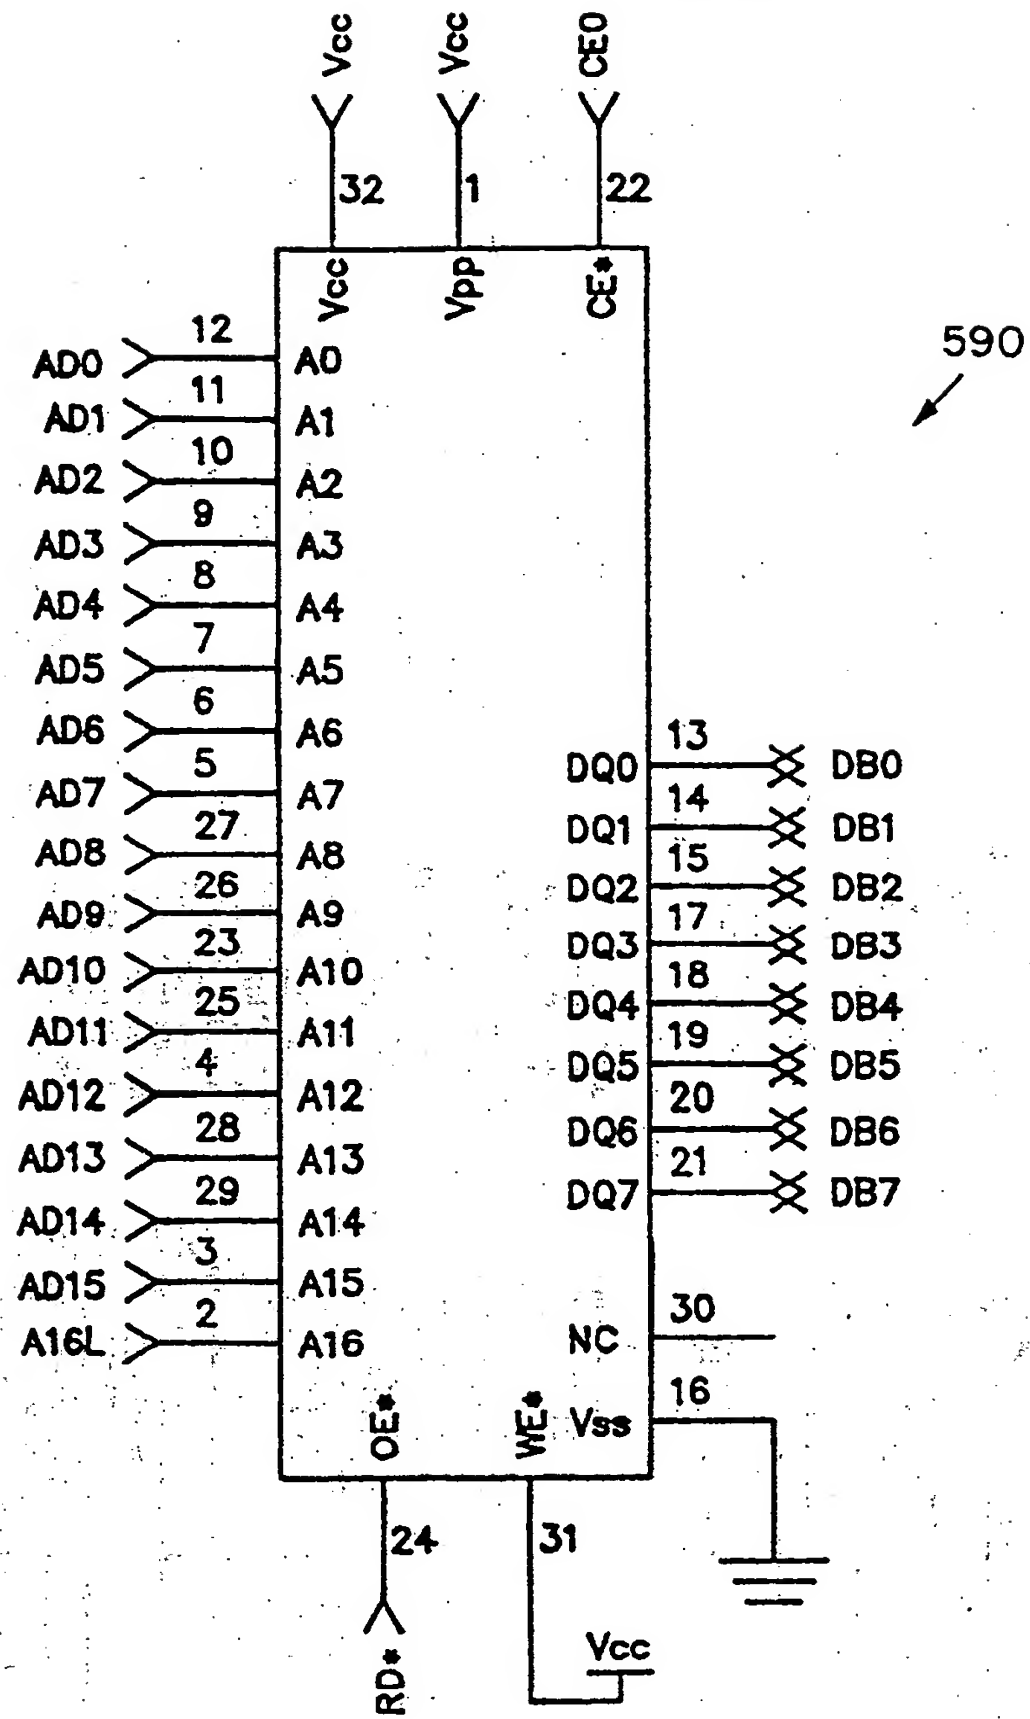 Vcc Vcc CE0
32 1 22
Vcc Vpp CE*
590
12
AD0 A0
11
AD1 A1
10
AD2 A2
9
AD3 A3
8
AD4 A4
7
AD5 A5
6
AD6 A6
5
AD7 A7
27
AD8 A8
26
AD9 A9
23
AD10 A10
25
AD11 A11
4
AD12 A12
28
AD13 A13
29
AD14 A14
3
AD15 A15
2
A16L A16
13
DQ0 DB0
14
DQ1 DB1
15
DQ2 DB2
17
DQ3 DB3
18
DQ4 DB4
19
DQ5 DB5
20
DQ6 DB6
21
DQ7 DB7
30
NC
16
Vss
OE* WE*
24 31
RD*
Vcc